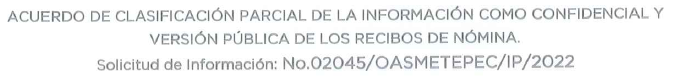 ACUERDO DE CLASIFICACIÓN PARCIAL DE LA INFORMACIÓN COMO CONFIDENCIAL Y
VERSIÓN PÚBLICA DE LOS RECIBOS DE NÓMINA.
Solicitud de Información: No.02045/OASMETEPEC/IP/2022